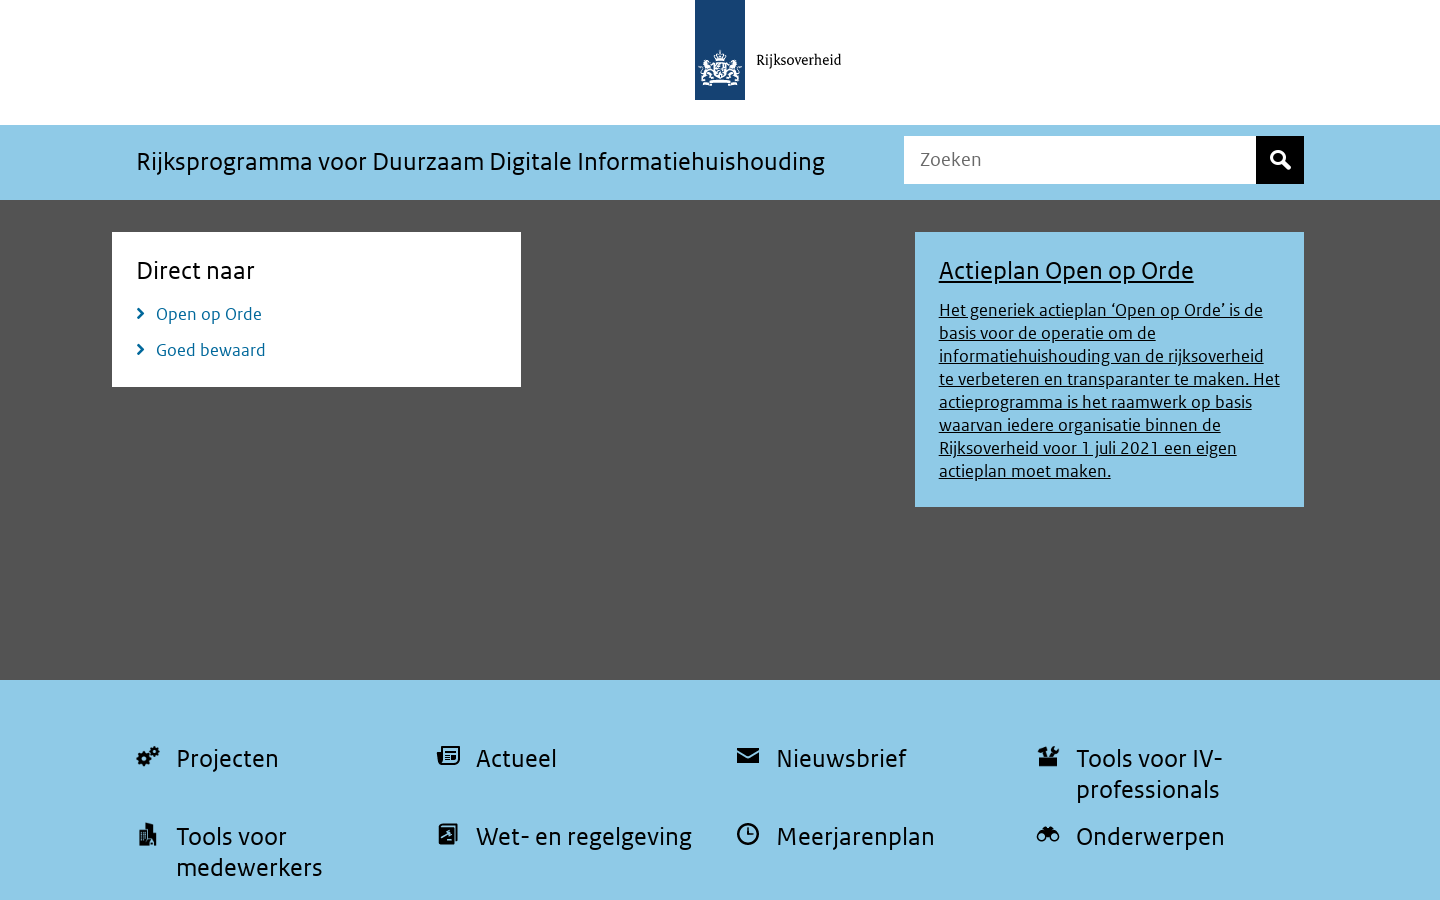 Rijksoverheid
Rijksprogramma voor Duurzaam Digitale Informatiehuishouding
Zoeken
Direct naar
Open op Orde
Goed bewaard
Actieplan Open op Orde
Het generiek actieplan ‘Open op Orde’ is de
basis voor de operatie om de
informatiehuishouding van de rijksoverheid
te verbeteren en transparanter te maken. Het
actieprogramma is het raamwerk op basis
waarvan iedere organisatie binnen de
Rijksoverheid voor 1 juli 2021 een eigen
actieplan moet maken.
Projecten
Actueel
Nieuwsbrief
Tools voor IV-
professionals
Tools voor
medewerkers
Wet- en regelgeving
Meerjarenplan
Onderwerpen